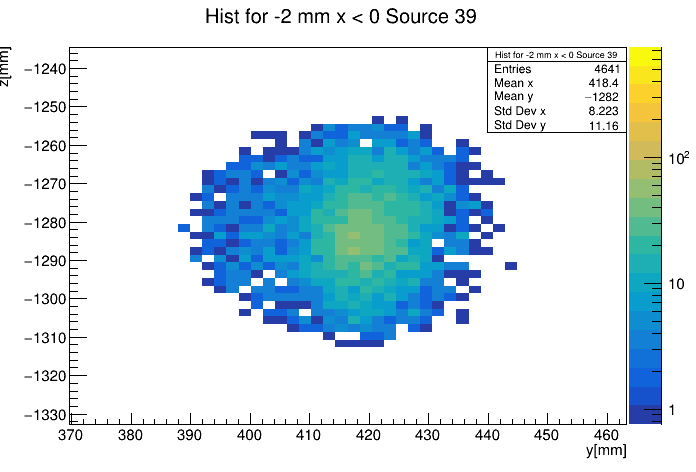 Hist for -2 mm x < 0 Source 39
z[mm]
−1240
−1250
−1260
−1270
−1280
−1290
−1300
−1310
−1320
−1330
Hist for -2 mm x < 0 Source 39
Entries 4641
Mean x 418.4
Mean y −1282
Std Dev x 8.223
Std Dev y 11.16
10²
10
1
370 380 390 400 410 420 430 440 450 460
y[mm]